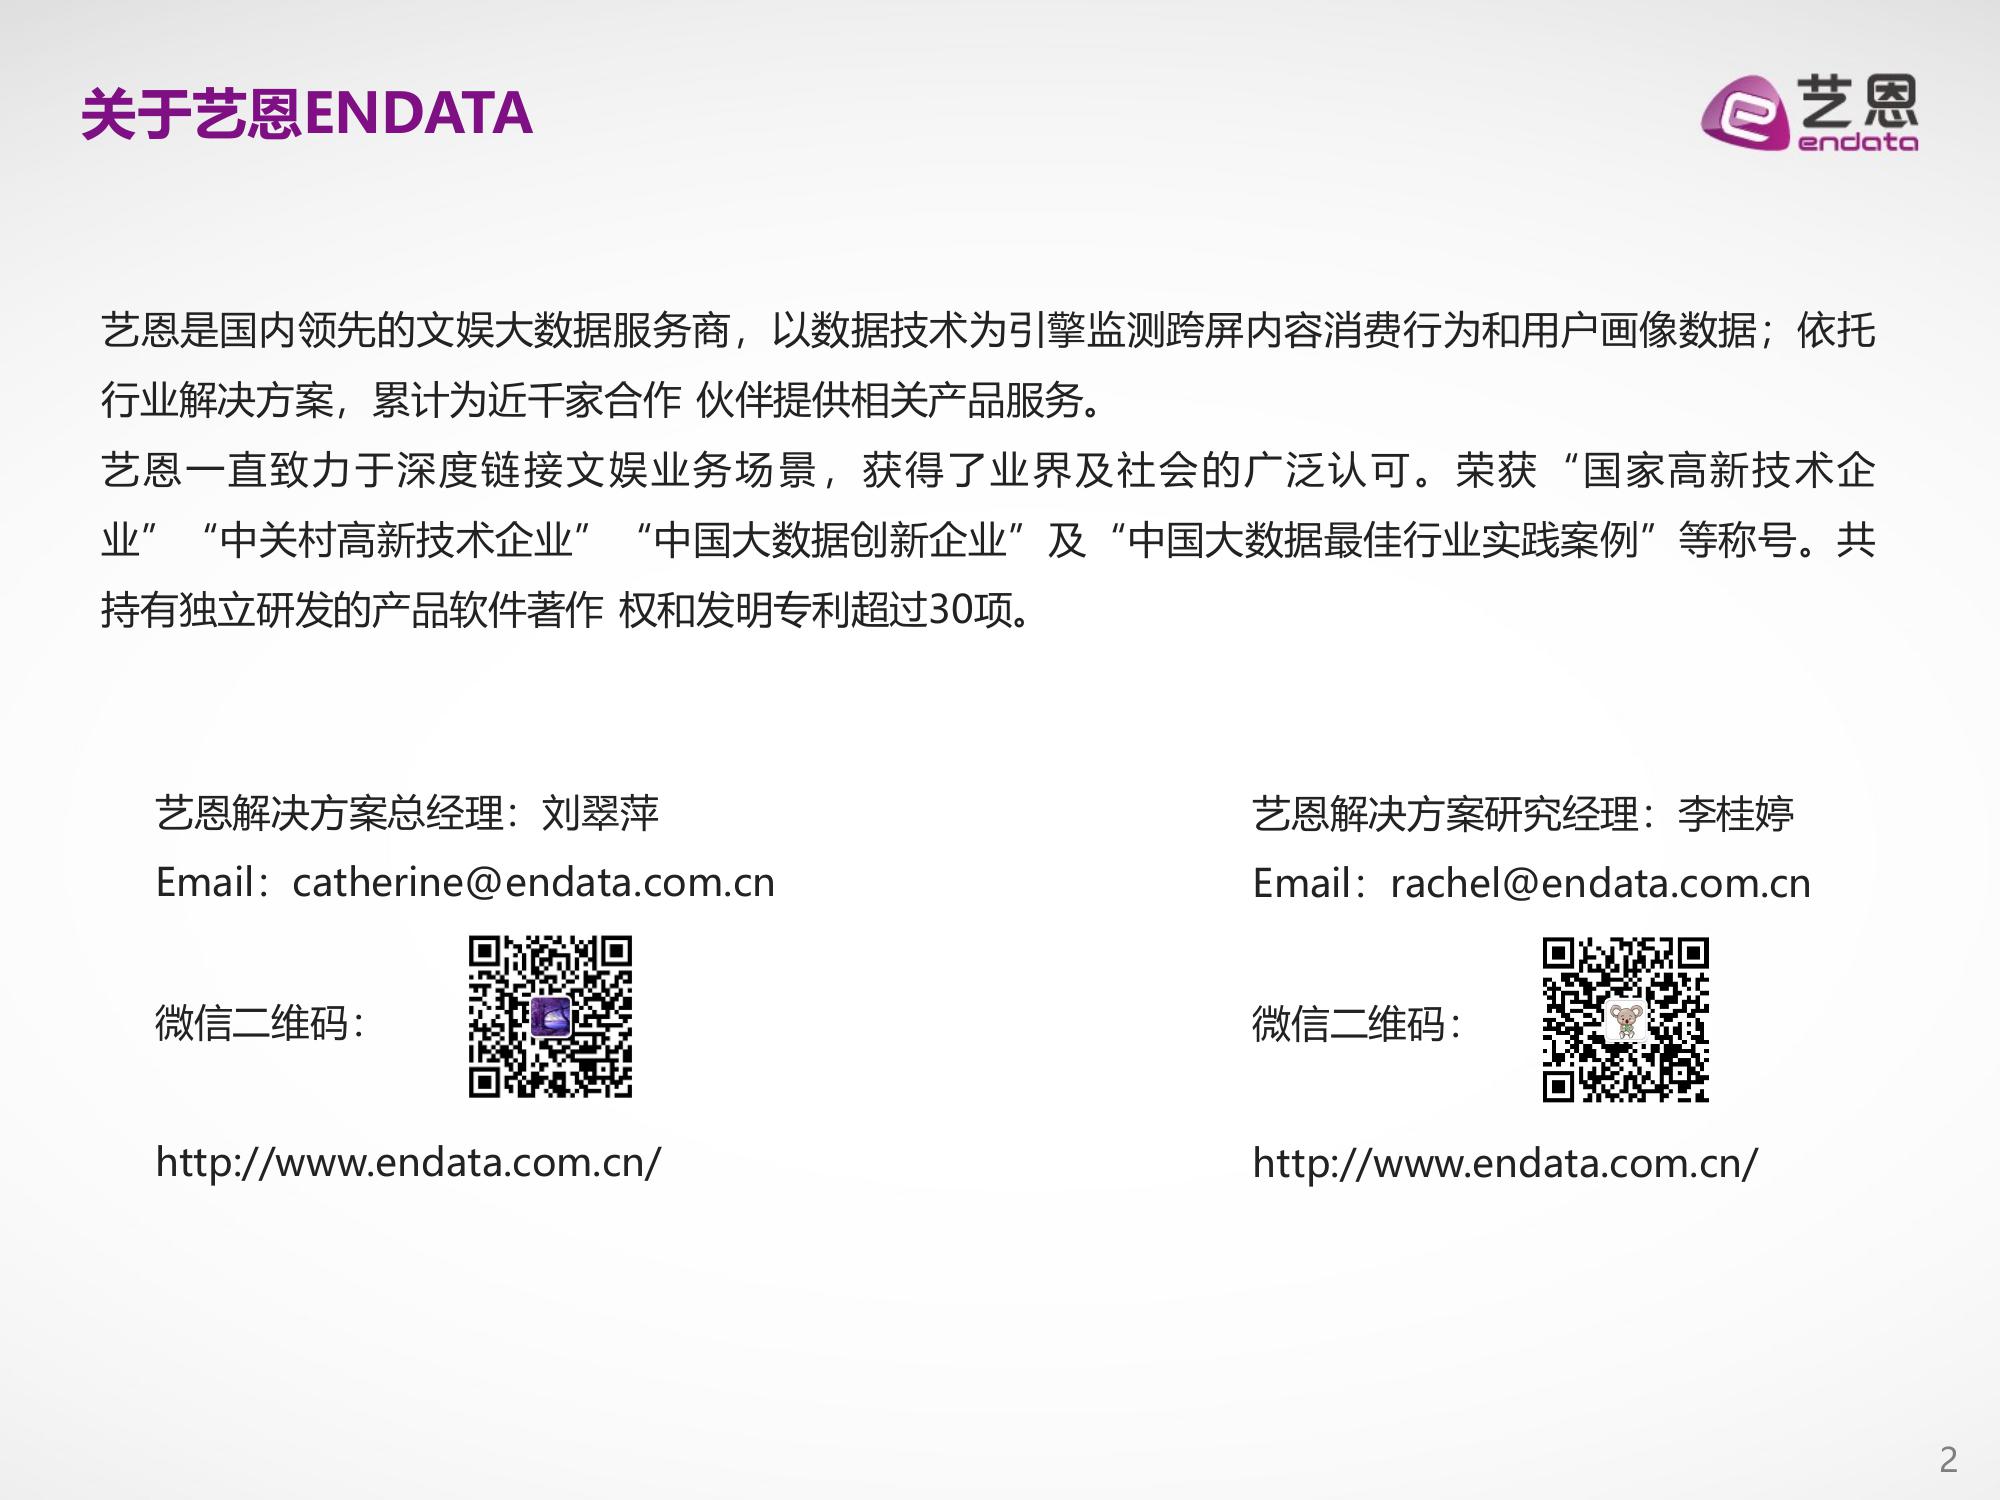 关于艺恩ENDATA
艺恩
endata
艺恩是国内领先的文娱大数据服务商，以数据技术为引擎监测跨屏内容消费行为和用户画像数据；依托
行业解决方案，累计为近千家合作 伙伴提供相关产品服务。
艺恩一直致力于深度链接文娱业务场景，获得了业界及社会的广泛认可。荣获“国家高新技术企
业”“中关村高新技术企业”“中国大数据创新企业”及“中国大数据最佳行业实践案例”等称号。共
持有独立研发的产品软件著作 权和发明专利超过30项。
艺恩解决方案总经理：刘翠萍
Email：catherine@endata.com.cn
微信二维码：
http://www.endata.com.cn/
艺恩解决方案研究经理：李桂婷
Email：rachel@endata.com.cn
微信二维码：
http://www.endata.com.cn/
2